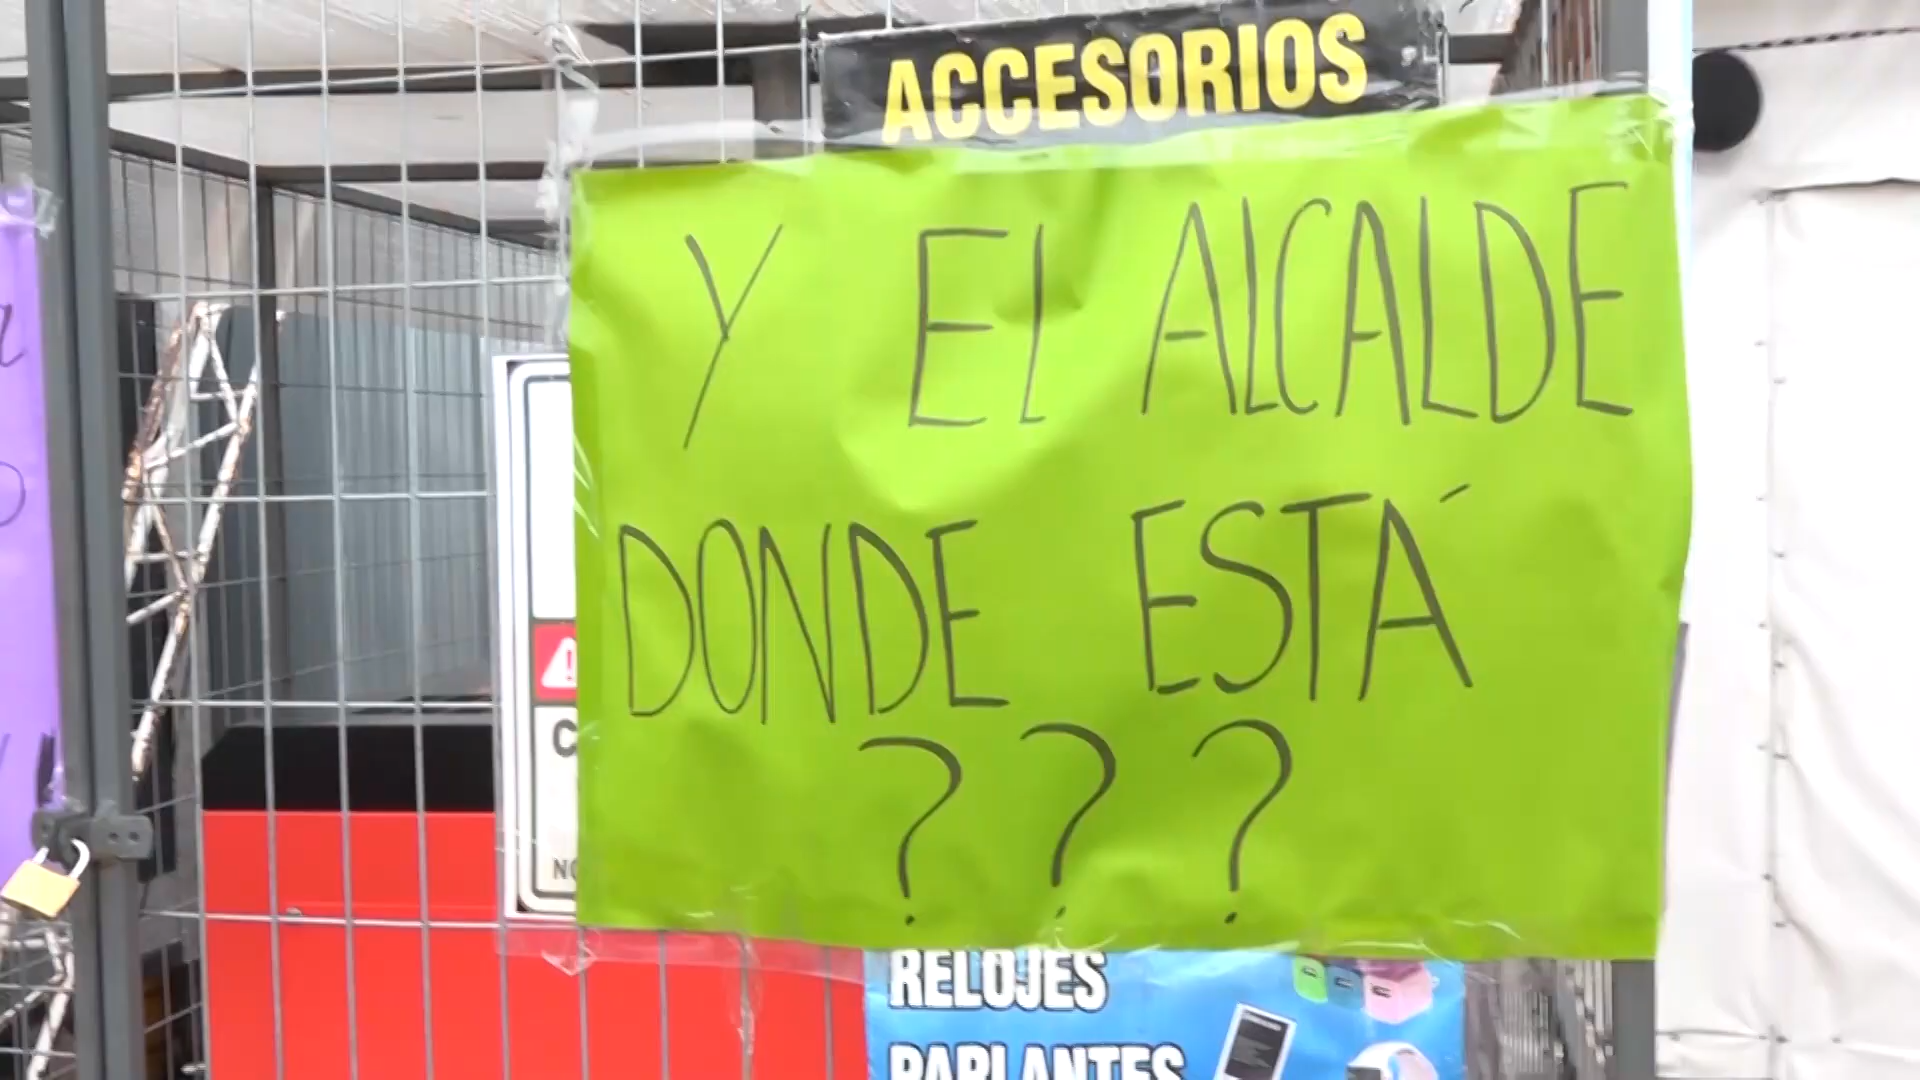 ACCESORIOS
Y El ALCALDE
DONDE ESTÁ
? ? ?
RELOJES
PARLANTES